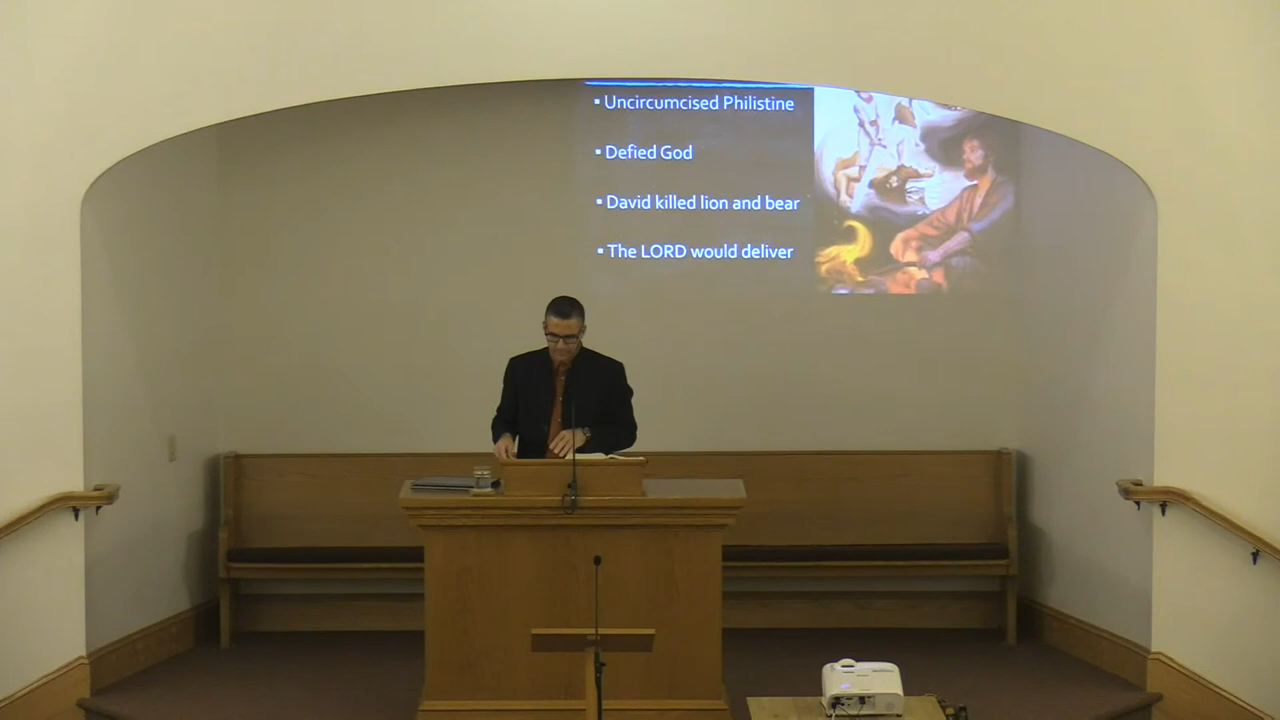 ▪ Uncircumcised Philistine
▪ Defied God
▪ David killed lion and bear
▪ The LORD would deliver